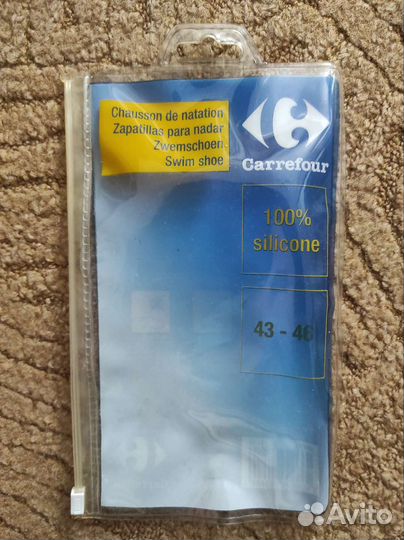 Chausson de natation
Zapatillas para nadar
Zwemschoen
Swim shoe
Carrefour
100%
silicone
43 - 46
Avito